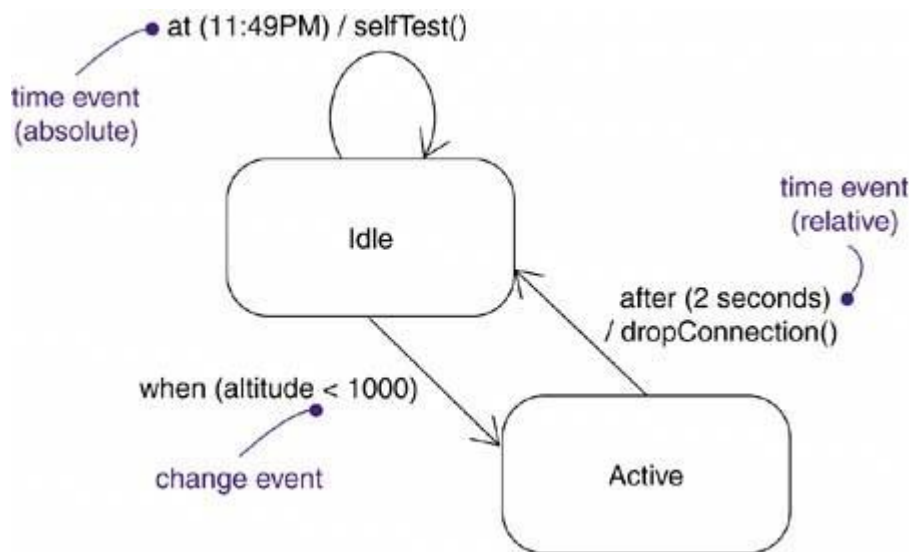 at (11:49PM) / selfTest()
time event
(absolute)
Idle
time event
(relative)
after (2 seconds)
/ dropConnection()
when (altitude < 1000)
change event
Active